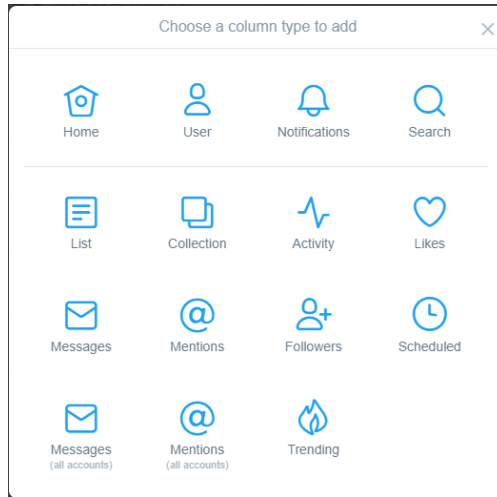 Choose a column type to add
Home
User
Notifications
Search
List
Collection
Activity
Likes
Messages
Mentions
Followers
Scheduled
Messages
(all accounts)
Mentions
(all accounts)
Trending